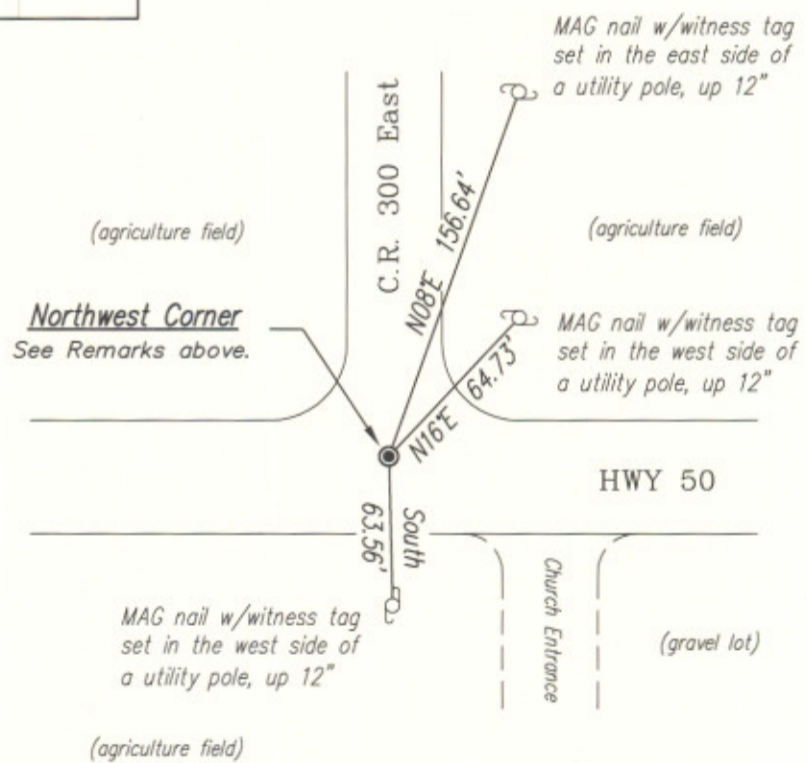 MAG nail w/witness tag
set in the east side of
a utility pole, up 12"
C.R. 300 East
(agriculture field)
N08°E 156.64'
(agriculture field)
Northwest Corner
See Remarks above.
MAG nail w/witness tag
set in the west side of
a utility pole, up 12"
N16°E 64.73'
HWY 50
South
63.56'
Church Entrance
MAG nail w/witness tag
set in the west side of
a utility pole, up 12"
(gravel lot)
(agriculture field)